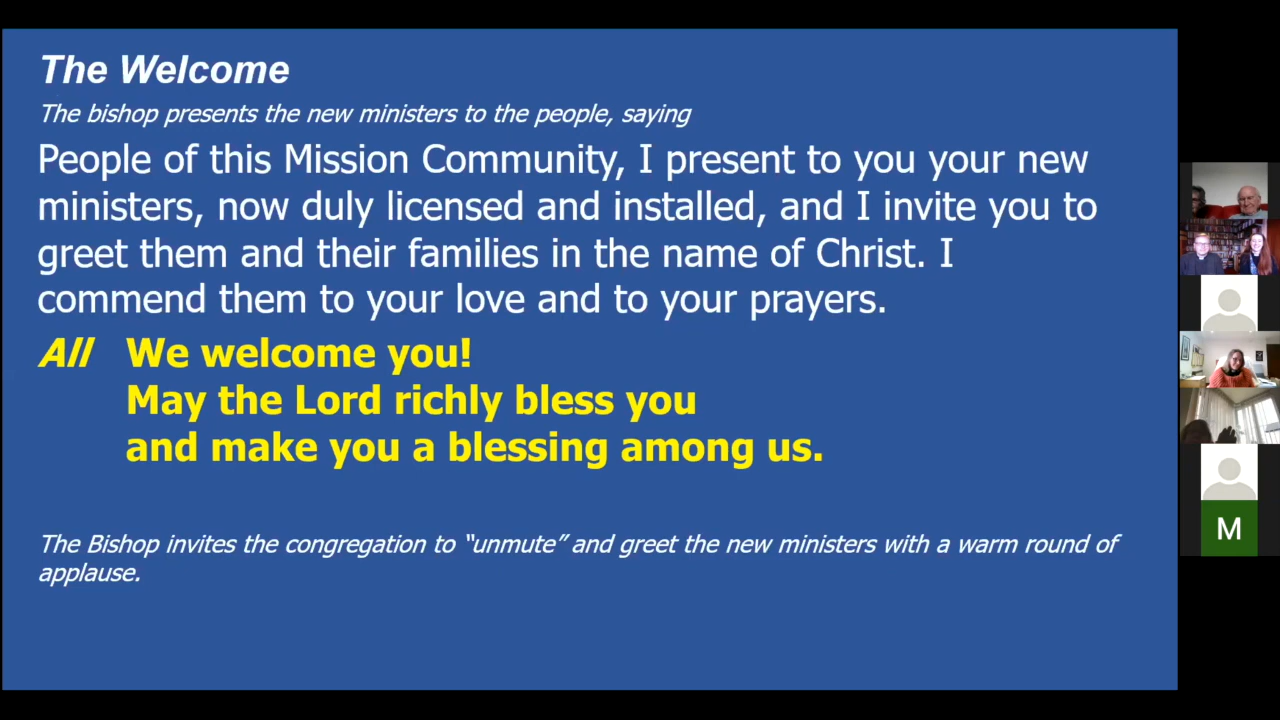 The Welcome
The bishop presents the new ministers to the people, saying
People of this Mission Community, I present to you your new
ministers, now duly licensed and installed, and I invite you to
greet them and their families in the name of Christ. I
commend them to your love and to your prayers.
All We welcome you!
May the Lord richly bless you
and make you a blessing among us.
The Bishop invites the congregation to “unmute” and greet the new ministers with a warm round of
applause.
M